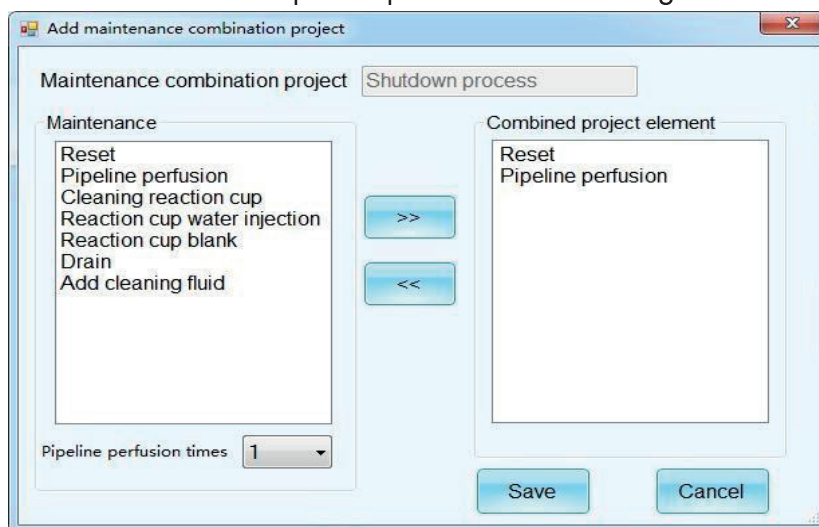 Add maintenance combination project
Maintenance combination project Shutdown process
Maintenance
Reset
Pipeline perfusion
Cleaning reaction cup
Reaction cup water injection
Reaction cup blank
Drain
Add cleaning fluid
Pipeline perfusion times 1
>>
<<
Combined project element
Reset
Pipeline perfusion
Save Cancel